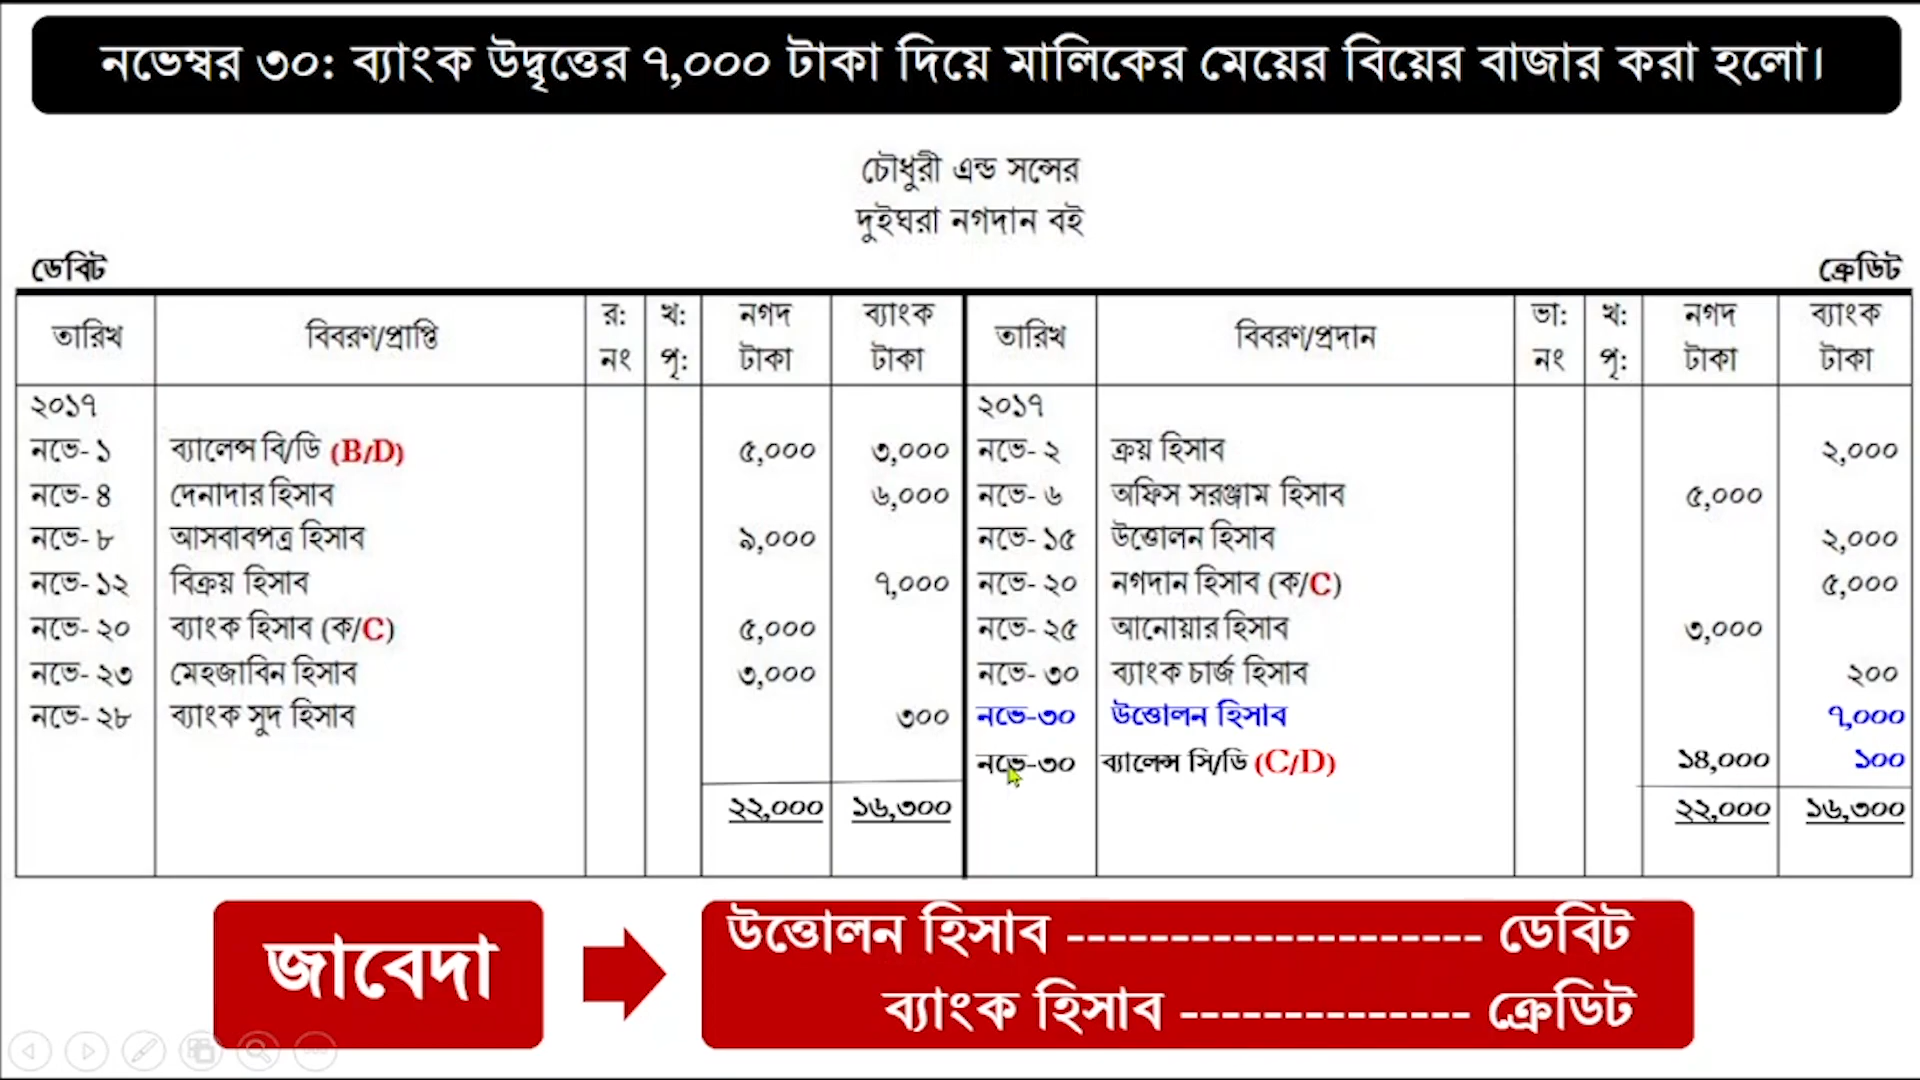 নভেম্বর ৩০: ব্যাংক উদ্বৃত্তের ৭,০০০ টাকা দিয়ে মালিকের মেয়ের বিয়ের বাজার করা হলো।
চৌধুরী এন্ড সন্সের
দুইঘরা নগদান বই
ডেবিট ক্রেডিট
তারিখ বিবরণ/প্রাপ্তি র: নং খ: পৃ: নগদ টাকা ব্যাংক টাকা তারিখ বিবরণ/প্রদান ভা: নং খ: পৃ: নগদ টাকা ব্যাংক টাকা
২০১৭ ২০১৭
নভে- ১ ব্যালেন্স বি/ডি (B/D) ৫,০০০ ৩,০০০ নভে- ২ ক্রয় হিসাব ২,০০০
নভে- ৪ দেনাদার হিসাব ৬,০০০ নভে- ৬ অফিস সরঞ্জাম হিসাব ৫,০০০
নভে- ৮ আসবাবপত্র হিসাব ৯,০০০ নভে- ১৫ উত্তোলন হিসাব ২,০০০
নভে- ১২ বিক্রয় হিসাব ৭,০০০ নভে- ২০ নগদান হিসাব (ক/C) ৫,০০০
নভে- ২০ ব্যাংক হিসাব (ক/C) ৫,০০০ নভে- ২৫ আনোয়ার হিসাব ৩,০০০
নভে- ২৩ মেহজাবিন হিসাব ৩,০০০ নভে- ৩০ ব্যাংক চার্জ হিসাব ২০০
নভে- ২৮ ব্যাংক সুদ হিসাব ৩০০ নভে-৩০ উত্তোলন হিসাব ৭,০০০
নভে-৩০ ব্যালেন্স সি/ডি (C/D) ১৪,০০০ ১০০
২২,০০০ ১৬,৩০০ ২২,০০০ ১৬,৩০০
জাবেদা
উত্তোলন হিসাব -------------------- ডেবিট
ব্যাংক হিসাব -------------- ক্রেডিট